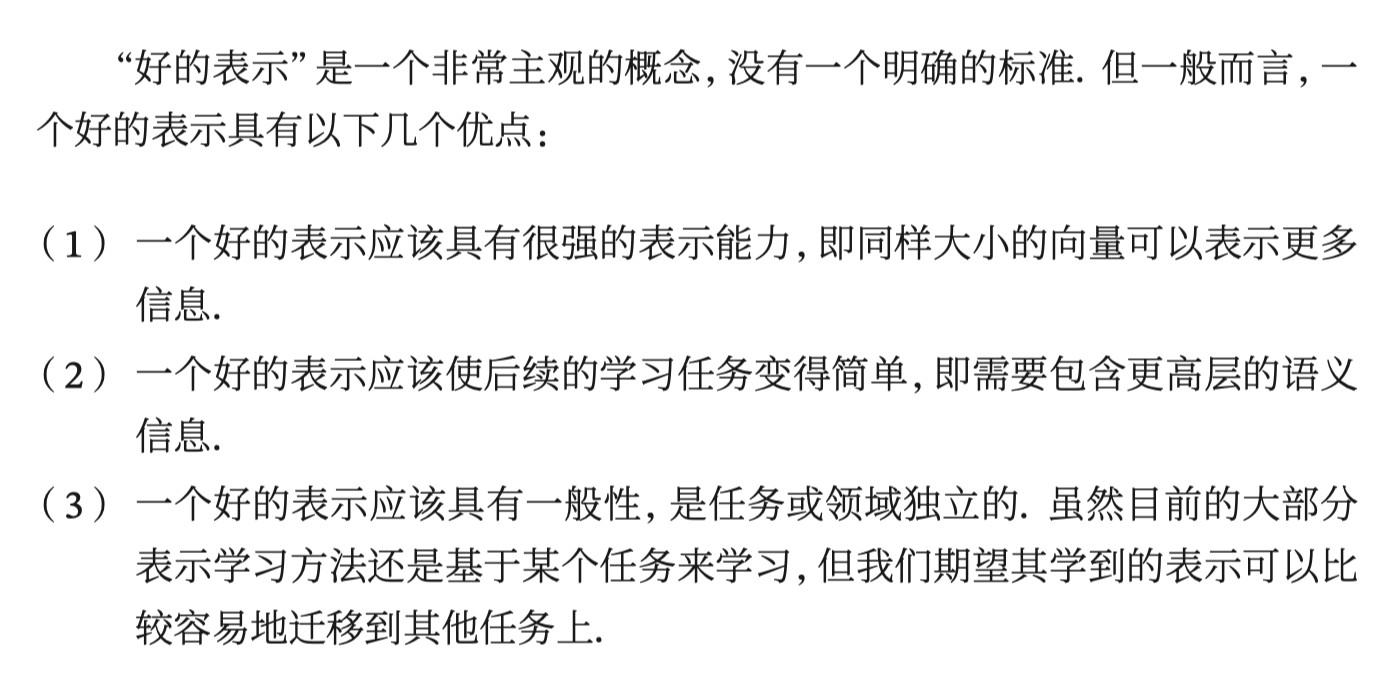 “好的表示”是一个非常主观的概念, 没有一个明确的标准. 但一般而言, 一
个好的表示具有以下几个优点：
（1） 一个好的表示应该具有很强的表示能力, 即同样大小的向量可以表示更多
信息.
（2） 一个好的表示应该使后续的学习任务变得简单, 即需要包含更高层的语义
信息.
（3） 一个好的表示应该具有一般性, 是任务或领域独立的. 虽然目前的大部分
表示学习方法还是基于某个任务来学习, 但我们期望其学到的表示可以比
较容易地迁移到其他任务上.